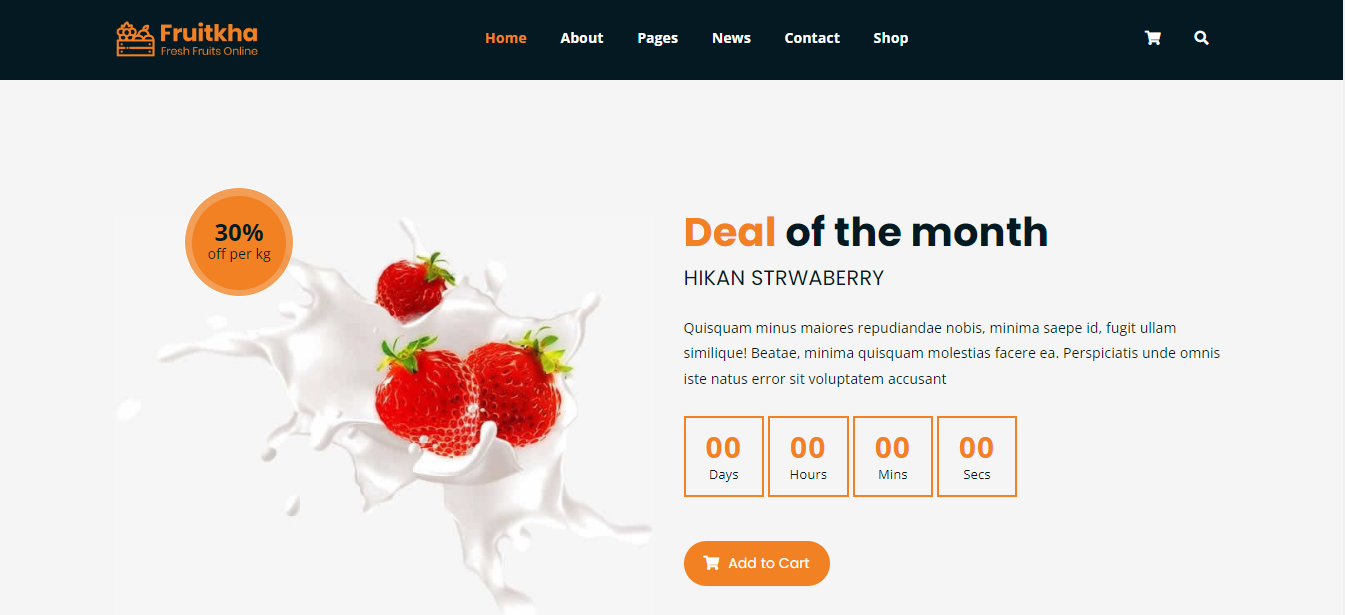 Fruitkha
Fresh Fruits Online
Home About Pages News Contact Shop
30%
off per kg
Deal of the month
HIKAN STRWABERRY
Quisquam minus maiores repudiandae nobis, minima saepe id, fugit ullam
similique! Beatae, minima quisquam molestias facere ea. Perspiciatis unde omnis
iste natus error sit voluptatem accusant
00 00 00 00
Days Hours Mins Secs
Add to Cart